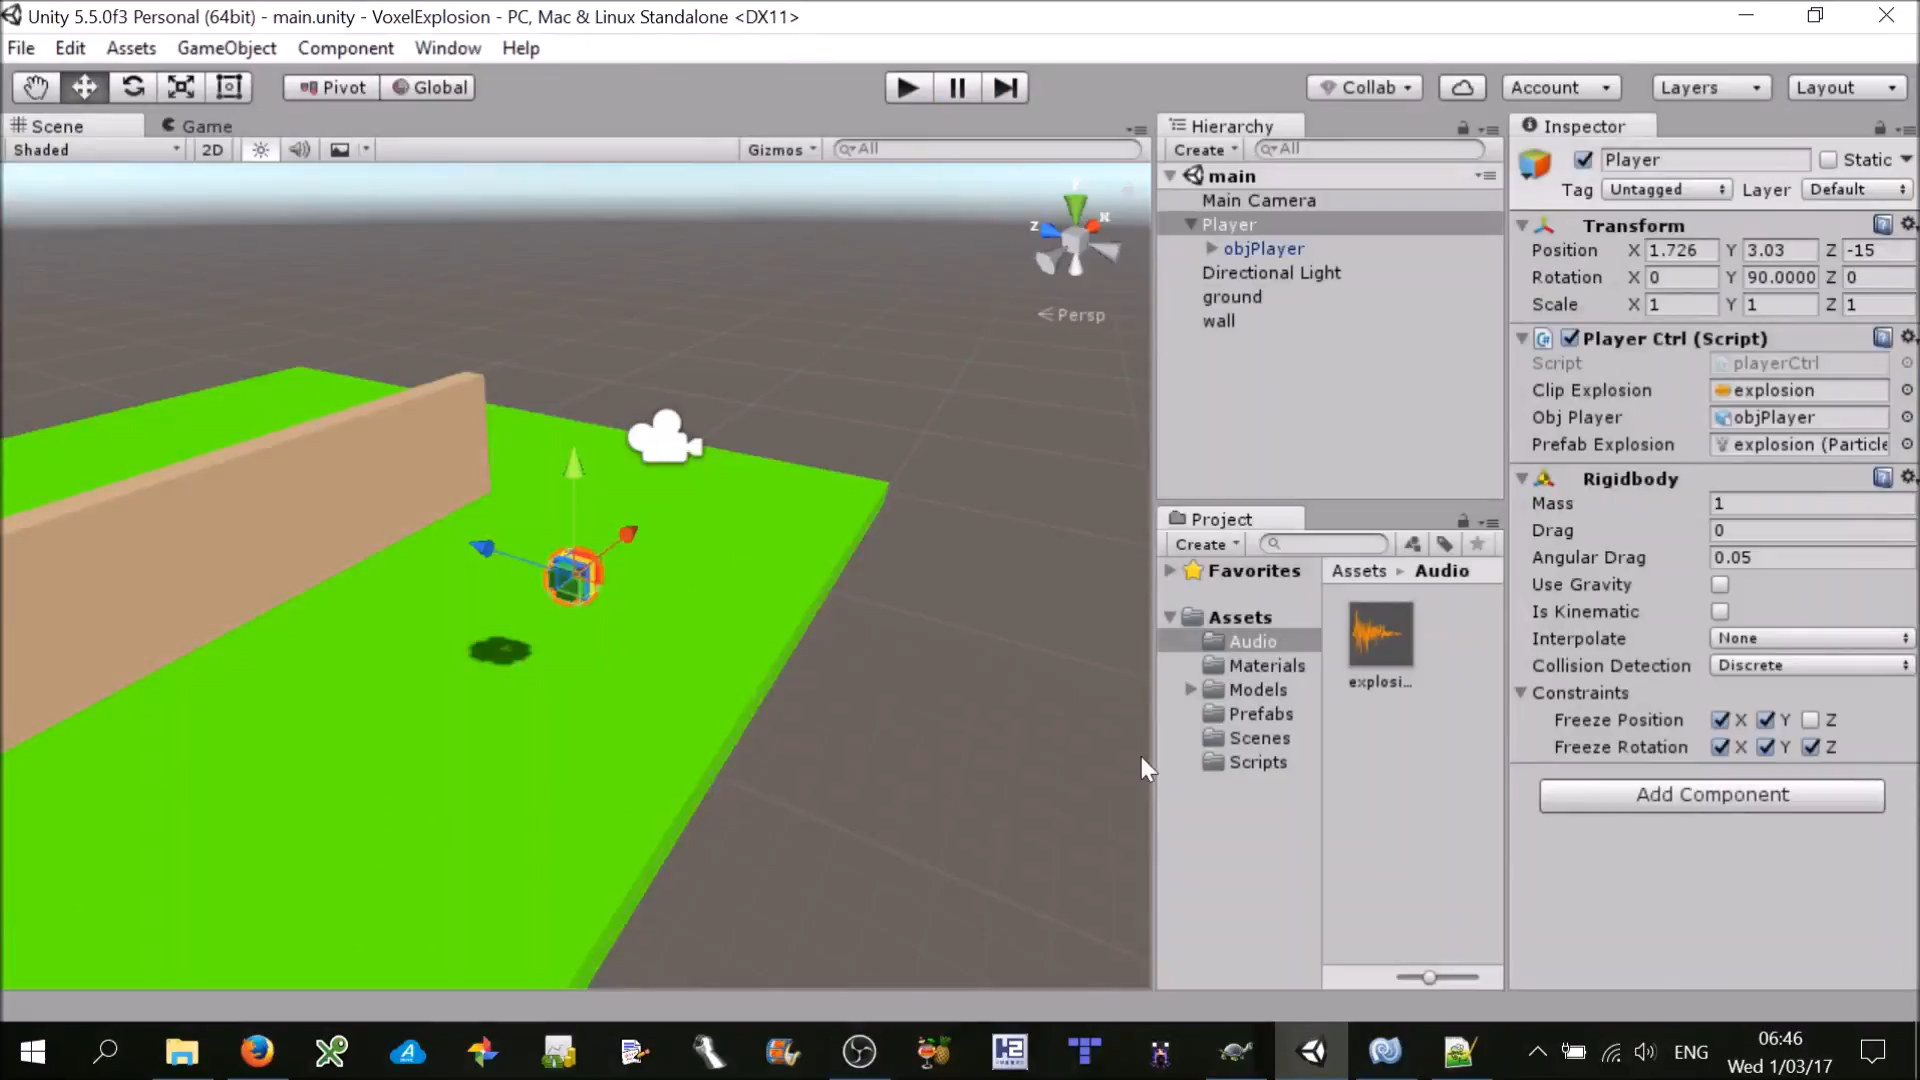 Unity 5.5.0f3 Personal (64bit) - main.unity - VoxelExplosion - PC, Mac & Linux Standalone <DX11>
File Edit Assets GameObject Component Window Help
Pivot Global Collab Account Layers Layout
Scene Game
Shaded 2D Gizmos All
y
x
z
Persp
Hierarchy
Create All
main
Main Camera
Player
objPlayer
Directional Light
ground
wall
Project
Create
Favorites
Assets
Audio
Materials
Models
Prefabs
Scenes
Scripts
Assets Audio
explosi...
Inspector
Player Static
Tag Untagged Layer Default
Transform
Position X 1.726 Y 3.03 Z -15
Rotation X 0 Y 90.0000 Z 0
Scale X 1 Y 1 Z 1
Player Ctrl (Script)
Script playerCtrl
Clip Explosion explosion
Obj Player objPlayer
Prefab Explosion explosion (Particle
Rigidbody
Mass 1
Drag 0
Angular Drag 0.05
Use Gravity
Is Kinematic
Interpolate None
Collision Detection Discrete
Constraints
Freeze Position X Y Z
Freeze Rotation X Y Z
Add Component
ENG
06:46
Wed 1/03/17